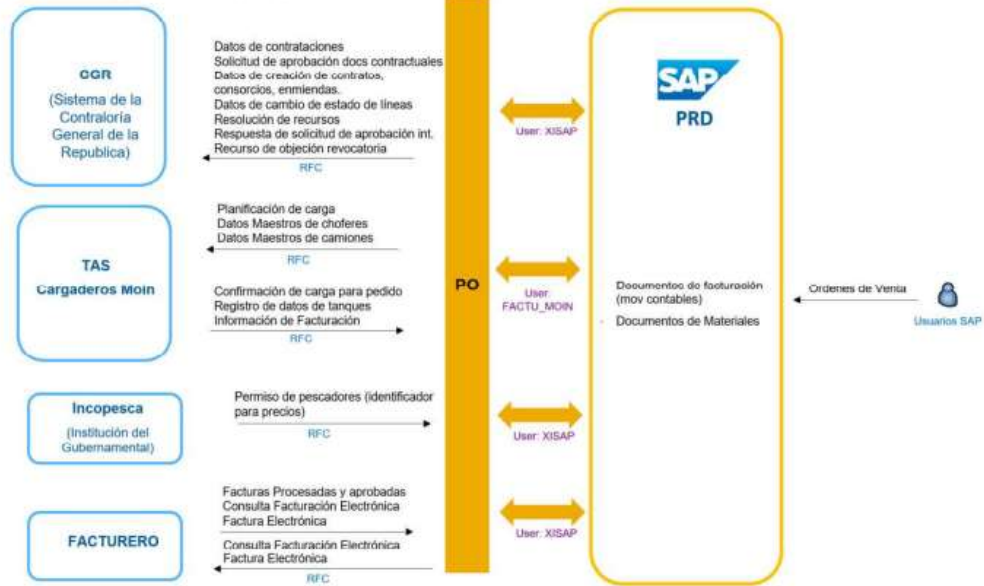 CGR
(Sistema de la
Contraloría
General de la
Republica)
Datos de contrataciones
Solicitud de aprobación docs contractuales
Datos de creación de contratos,
consorcios, enmiendas.
Datos de cambio de estado de líneas
Resolución de recursos
Respuesta de solicitud de aprobación int.
Recurso de objeción revocatoria
RFC
User: XISAP
SAP
PRD
TAS
Cargaderos Moin
Planificación de carga
Datos Maestros de choferes
Datos Maestros de camiones
RFC
Confirmación de carga para pedido
Registro de datos de tanques
Información de Facturación
RFC
PO
User:
FACTU_MOIN
Documentos de facturación
(mov contables)
- Documentos de Materiales
Ordenes de Venta
Usuarios SAP
Incopesca
(Institución del
Gubernamental)
Permiso de pescadores (identificador
para precios)
RFC
User: XISAP
FACTURERO
Facturas Procesadas y aprobadas
Consulta Facturación Electrónica
Factura Electrónica
Consulta Facturación Electrónica
Factura Electrónica
RFC
User: XISAP